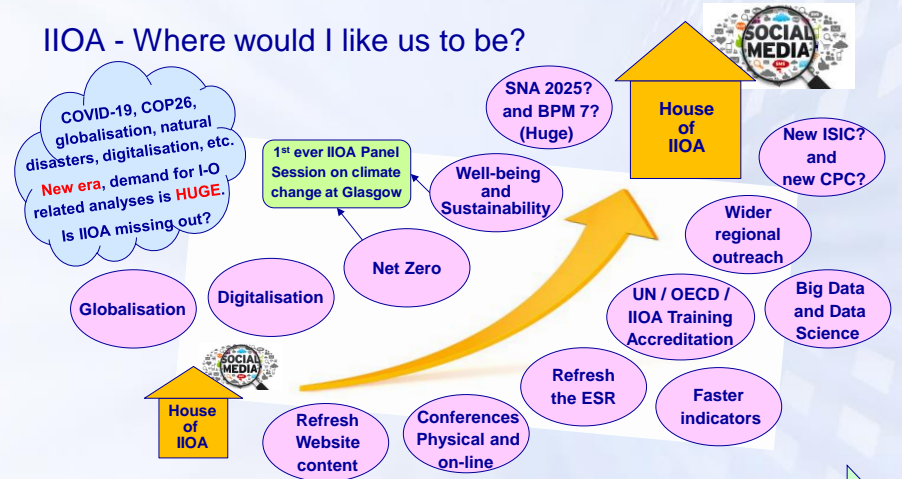 IIOA - Where would I like us to be?
SOCIAL
MEDIA
COVID-19, COP26,
globalisation, natural
disasters, digitalisation, etc.
New era, demand for I-O
related analyses is HUGE.
Is IIOA missing out?
1st ever IIOA Panel
Session on climate
change at Glasgow
SNA 2025?
and BPM 7?
(Huge)
House
of
IIOA
New ISIC?
and
new CPC?
Well-being
and
Sustainability
Wider
regional
outreach
Net Zero
Globalisation
Digitalisation
UN / OECD /
IIOA Training
Accreditation
Big Data
and Data
Science
SOCIAL
MEDIA
House
of
IIOA
Refresh
Website
content
Conferences
Physical and
on-line
Refresh
the ESR
Faster
indicators